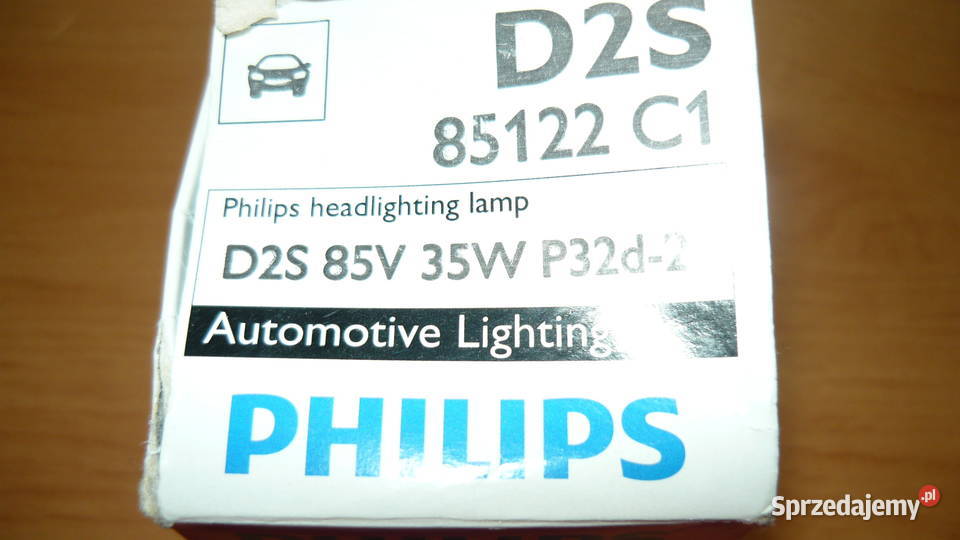 D2S
85122 C1
Philips headlighting lamp
D2S 85V 35W P32d-2
Automotive Lighting
PHILIPS
Sprzedajemy.pl